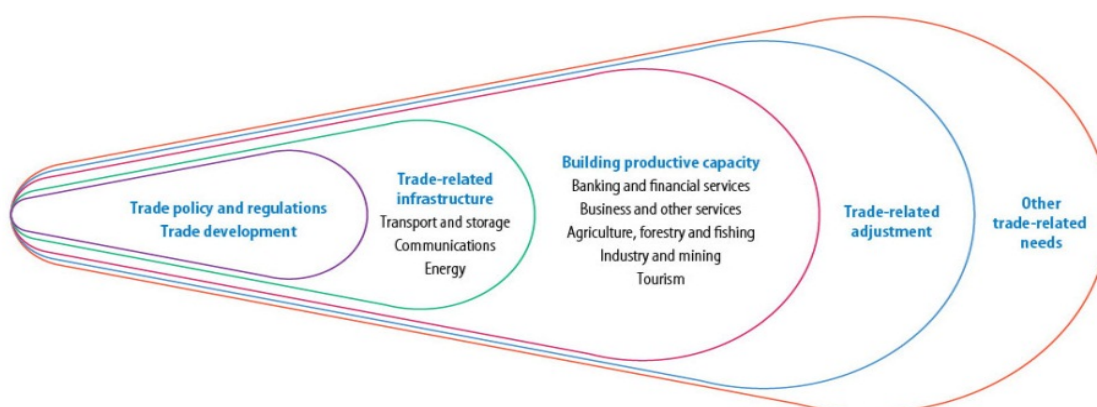 Trade policy and regulations
Trade development
Trade-related
infrastructure
Transport and storage
Communications
Energy
Building productive capacity
Banking and financial services
Business and other services
Agriculture, forestry and fishing
Industry and mining
Tourism
Trade-related
adjustment
Other
trade-related
needs